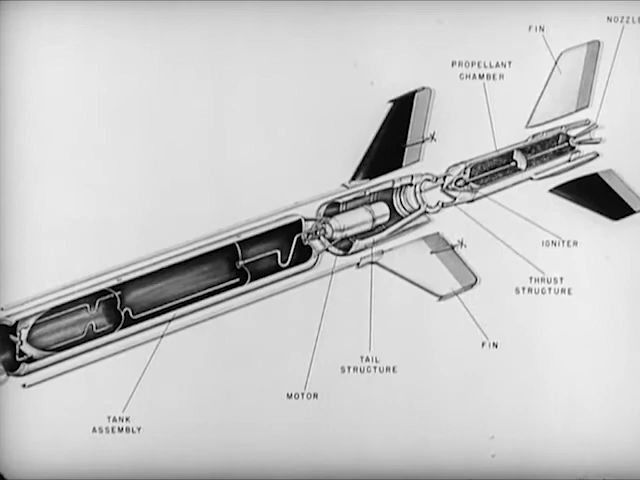 FIN
NOZZLE
PROPELLANT
CHAMBER
IGNITER
THRUST
STRUCTURE
FIN
TAIL
STRUCTURE
MOTOR
TANK
ASSEMBLY